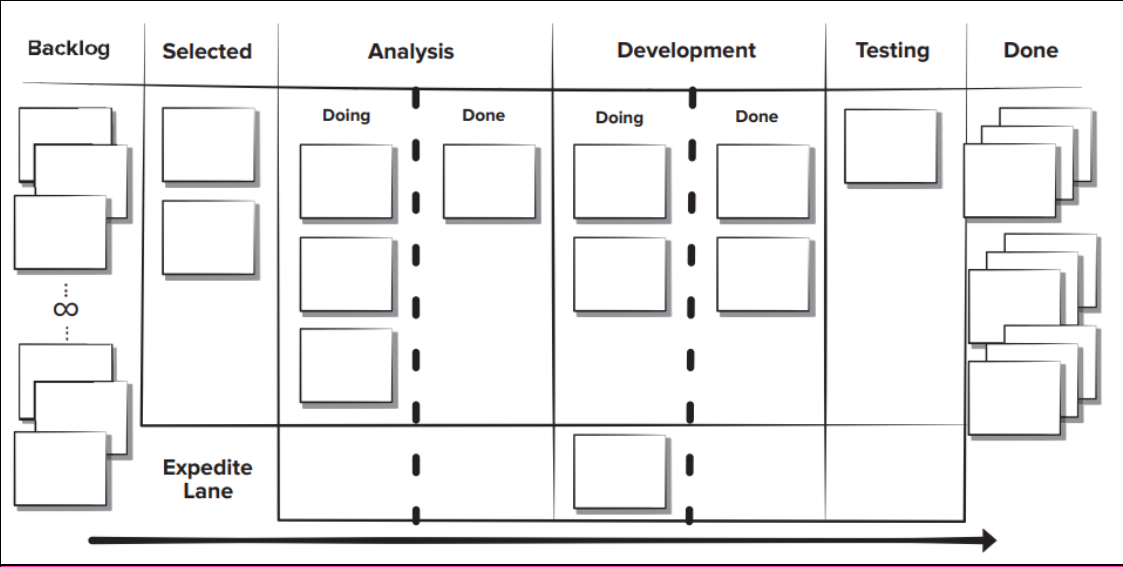 Backlog
Selected
Analysis
Development
Testing
Done
Doing
Done
Doing
Done
∞
Expedite
Lane